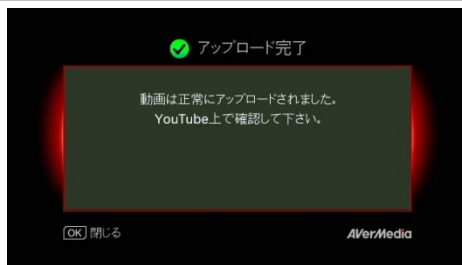 アップロード完了
動画は正常にアップロードされました。
YouTube上で確認して下さい。
OK 閉じる
AVerMedia